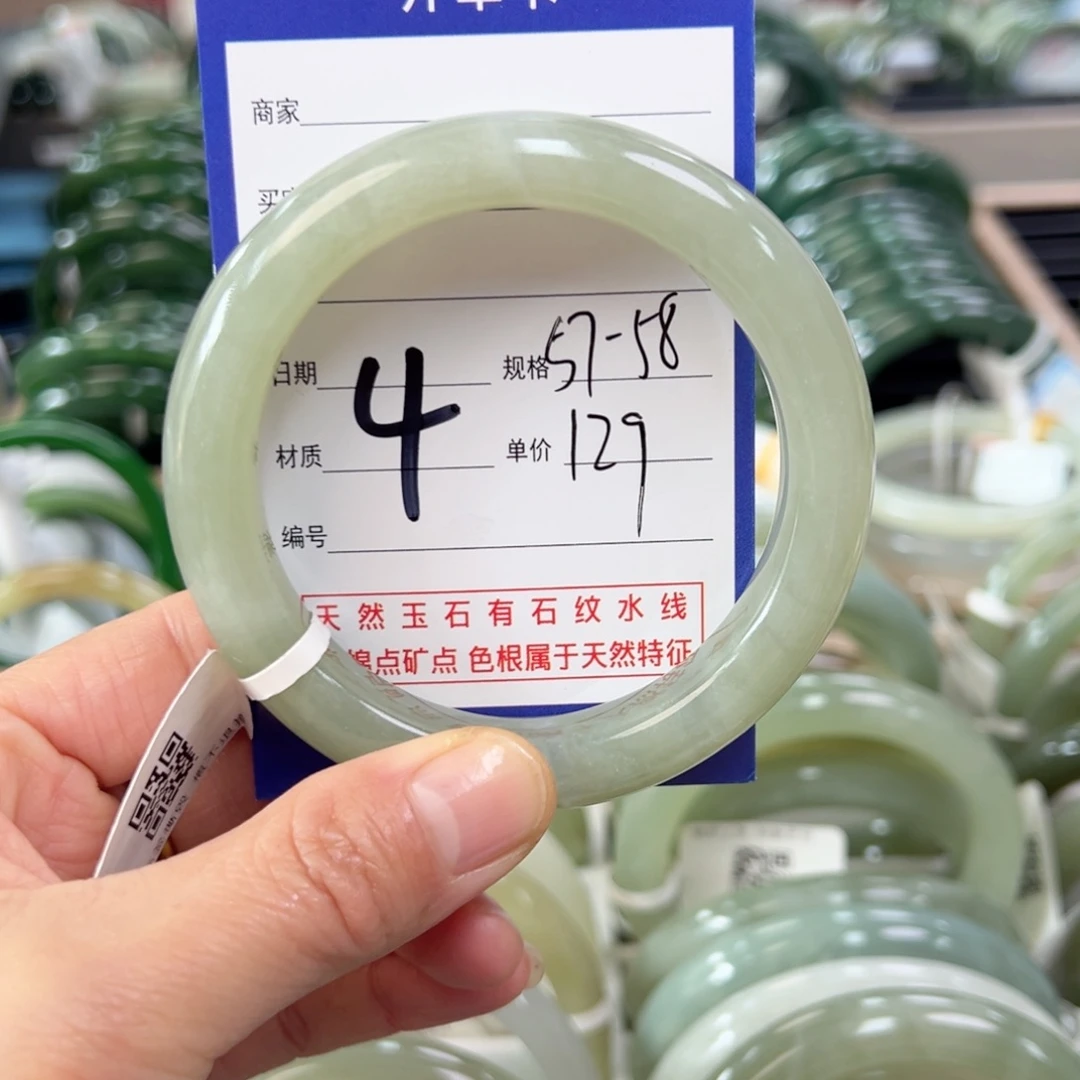 商家
日期 4 规格 57-58
材质 单价 129
编号
天然玉石有石纹水线
棉点矿点 色根属于天然特征